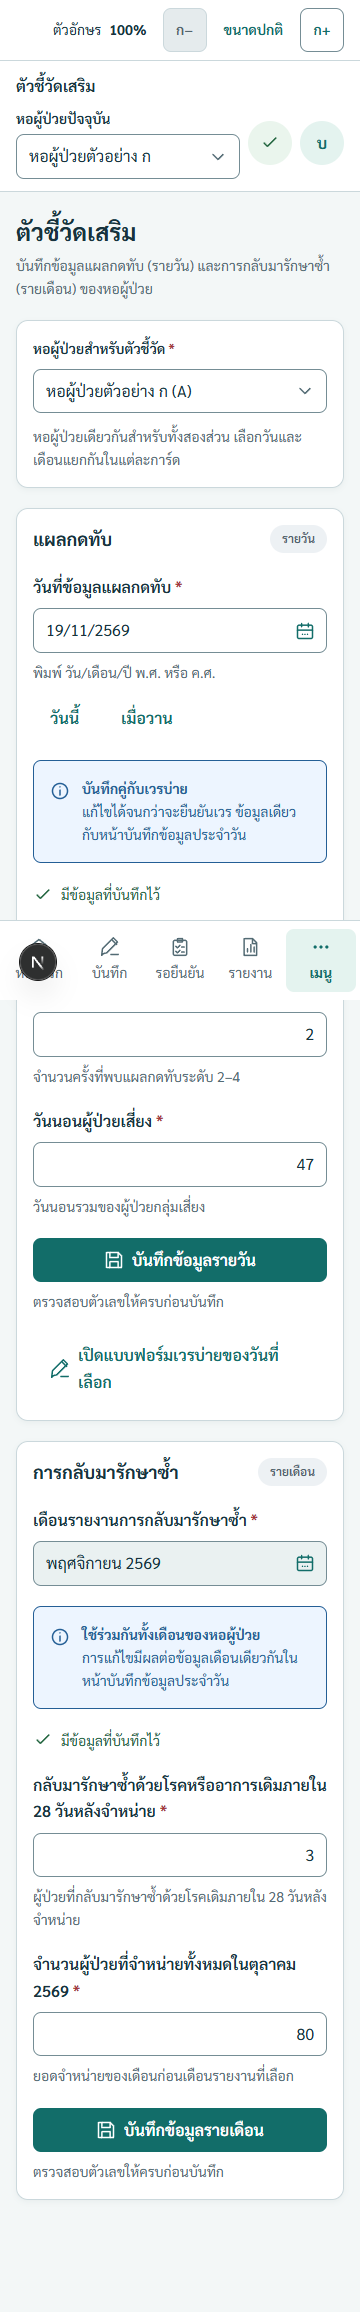 ตัวอักษร 100% ก− ขนาดปกติ ก+
ตัวชี้วัดเสริม
หอผู้ป่วยปัจจุบัน
หอผู้ป่วยตัวอย่าง ก
บ
ตัวชี้วัดเสริม
บันทึกข้อมูลแผลกดทับ (รายวัน) และการกลับมารักษาซ้ำ
(รายเดือน) ของหอผู้ป่วย
หอผู้ป่วยสำหรับตัวชี้วัด *
หอผู้ป่วยตัวอย่าง ก (A)
หอผู้ป่วยเดียวกันสำหรับทั้งสองส่วน เลือกวันและ
เดือนแยกกันในแต่ละการ์ด
แผลกดทับ รายวัน
วันที่ข้อมูลแผลกดทับ *
19/11/2569
พิมพ์ วัน/เดือน/ปี พ.ศ. หรือ ค.ศ.
วันนี้ เมื่อวาน
บันทึกคู่กับเวรบ่าย
แก้ไขได้จนกว่าจะยืนยันเวร ข้อมูลเดียว
กับหน้าบันทึกข้อมูลประจำวัน
มีข้อมูลที่บันทึกไว้
N
บันทึก รอยืนยัน รายงาน เมนู
2
จำนวนครั้งที่พบแผลกดทับระดับ 2–4
วันนอนผู้ป่วยเสี่ยง *
47
วันนอนรวมของผู้ป่วยกลุ่มเสี่ยง
บันทึกข้อมูลรายวัน
ตรวจสอบตัวเลขให้ครบก่อนบันทึก
เปิดแบบฟอร์มเวรบ่ายของวันที่
เลือก
การกลับมารักษาซ้ำ รายเดือน
เดือนรายงานการกลับมารักษาซ้ำ *
พฤศจิกายน 2569
ใช้ร่วมกันทั้งเดือนของหอผู้ป่วย
การแก้ไขมีผลต่อข้อมูลเดือนเดียวกันใน
หน้าบันทึกข้อมูลประจำวัน
มีข้อมูลที่บันทึกไว้
กลับมารักษาซ้ำด้วยโรคหรืออาการเดิมภายใน
28 วันหลังจำหน่าย *
3
ผู้ป่วยที่กลับมารักษาซ้ำด้วยโรคเดิมภายใน 28 วันหลัง
จำหน่าย
จำนวนผู้ป่วยที่จำหน่ายทั้งหมดในตุลาคม
2569 *
80
ยอดจำหน่ายของเดือนก่อนเดือนรายงานที่เลือก
บันทึกข้อมูลรายเดือน
ตรวจสอบตัวเลขให้ครบก่อนบันทึก